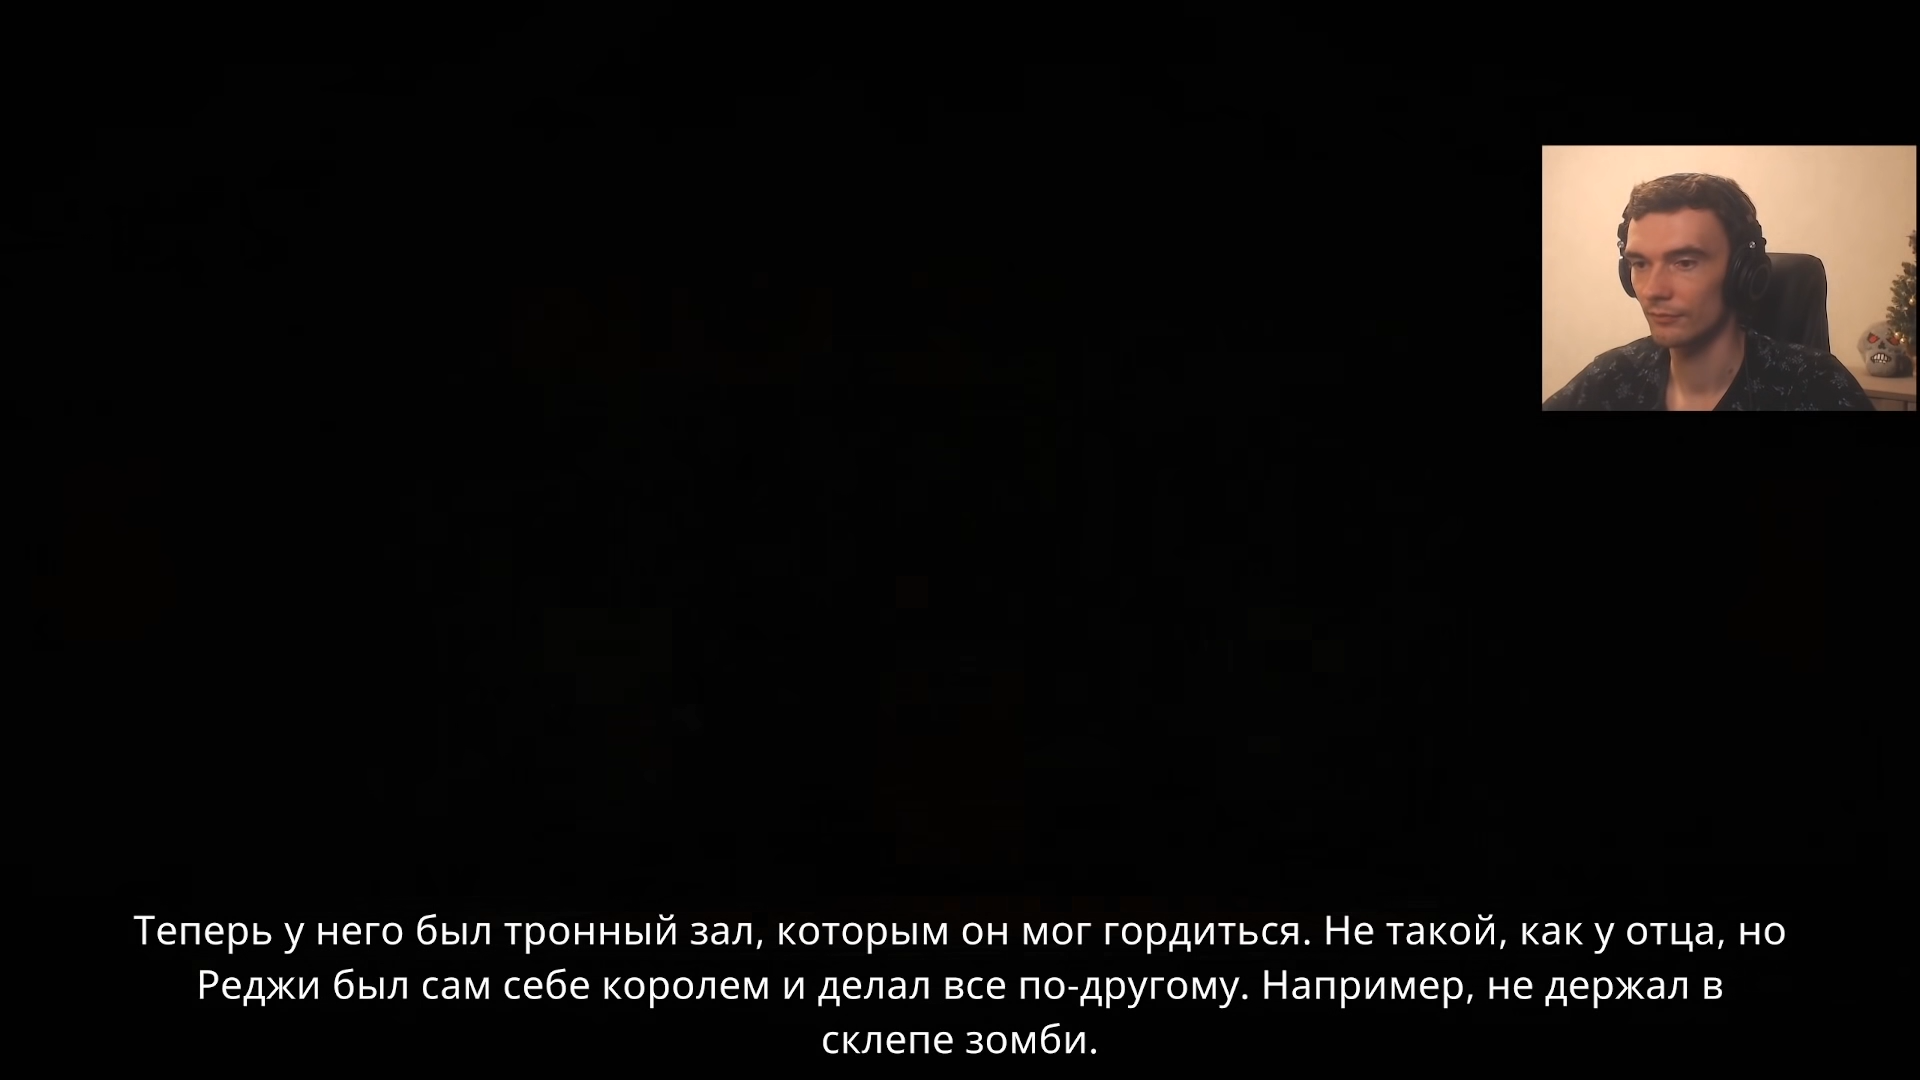 Теперь у него был тронный зал, которым он мог гордиться. Не такой, как у отца, но
Реджи был сам себе королем и делал все по-другому. Например, не держал в
склепе зомби.